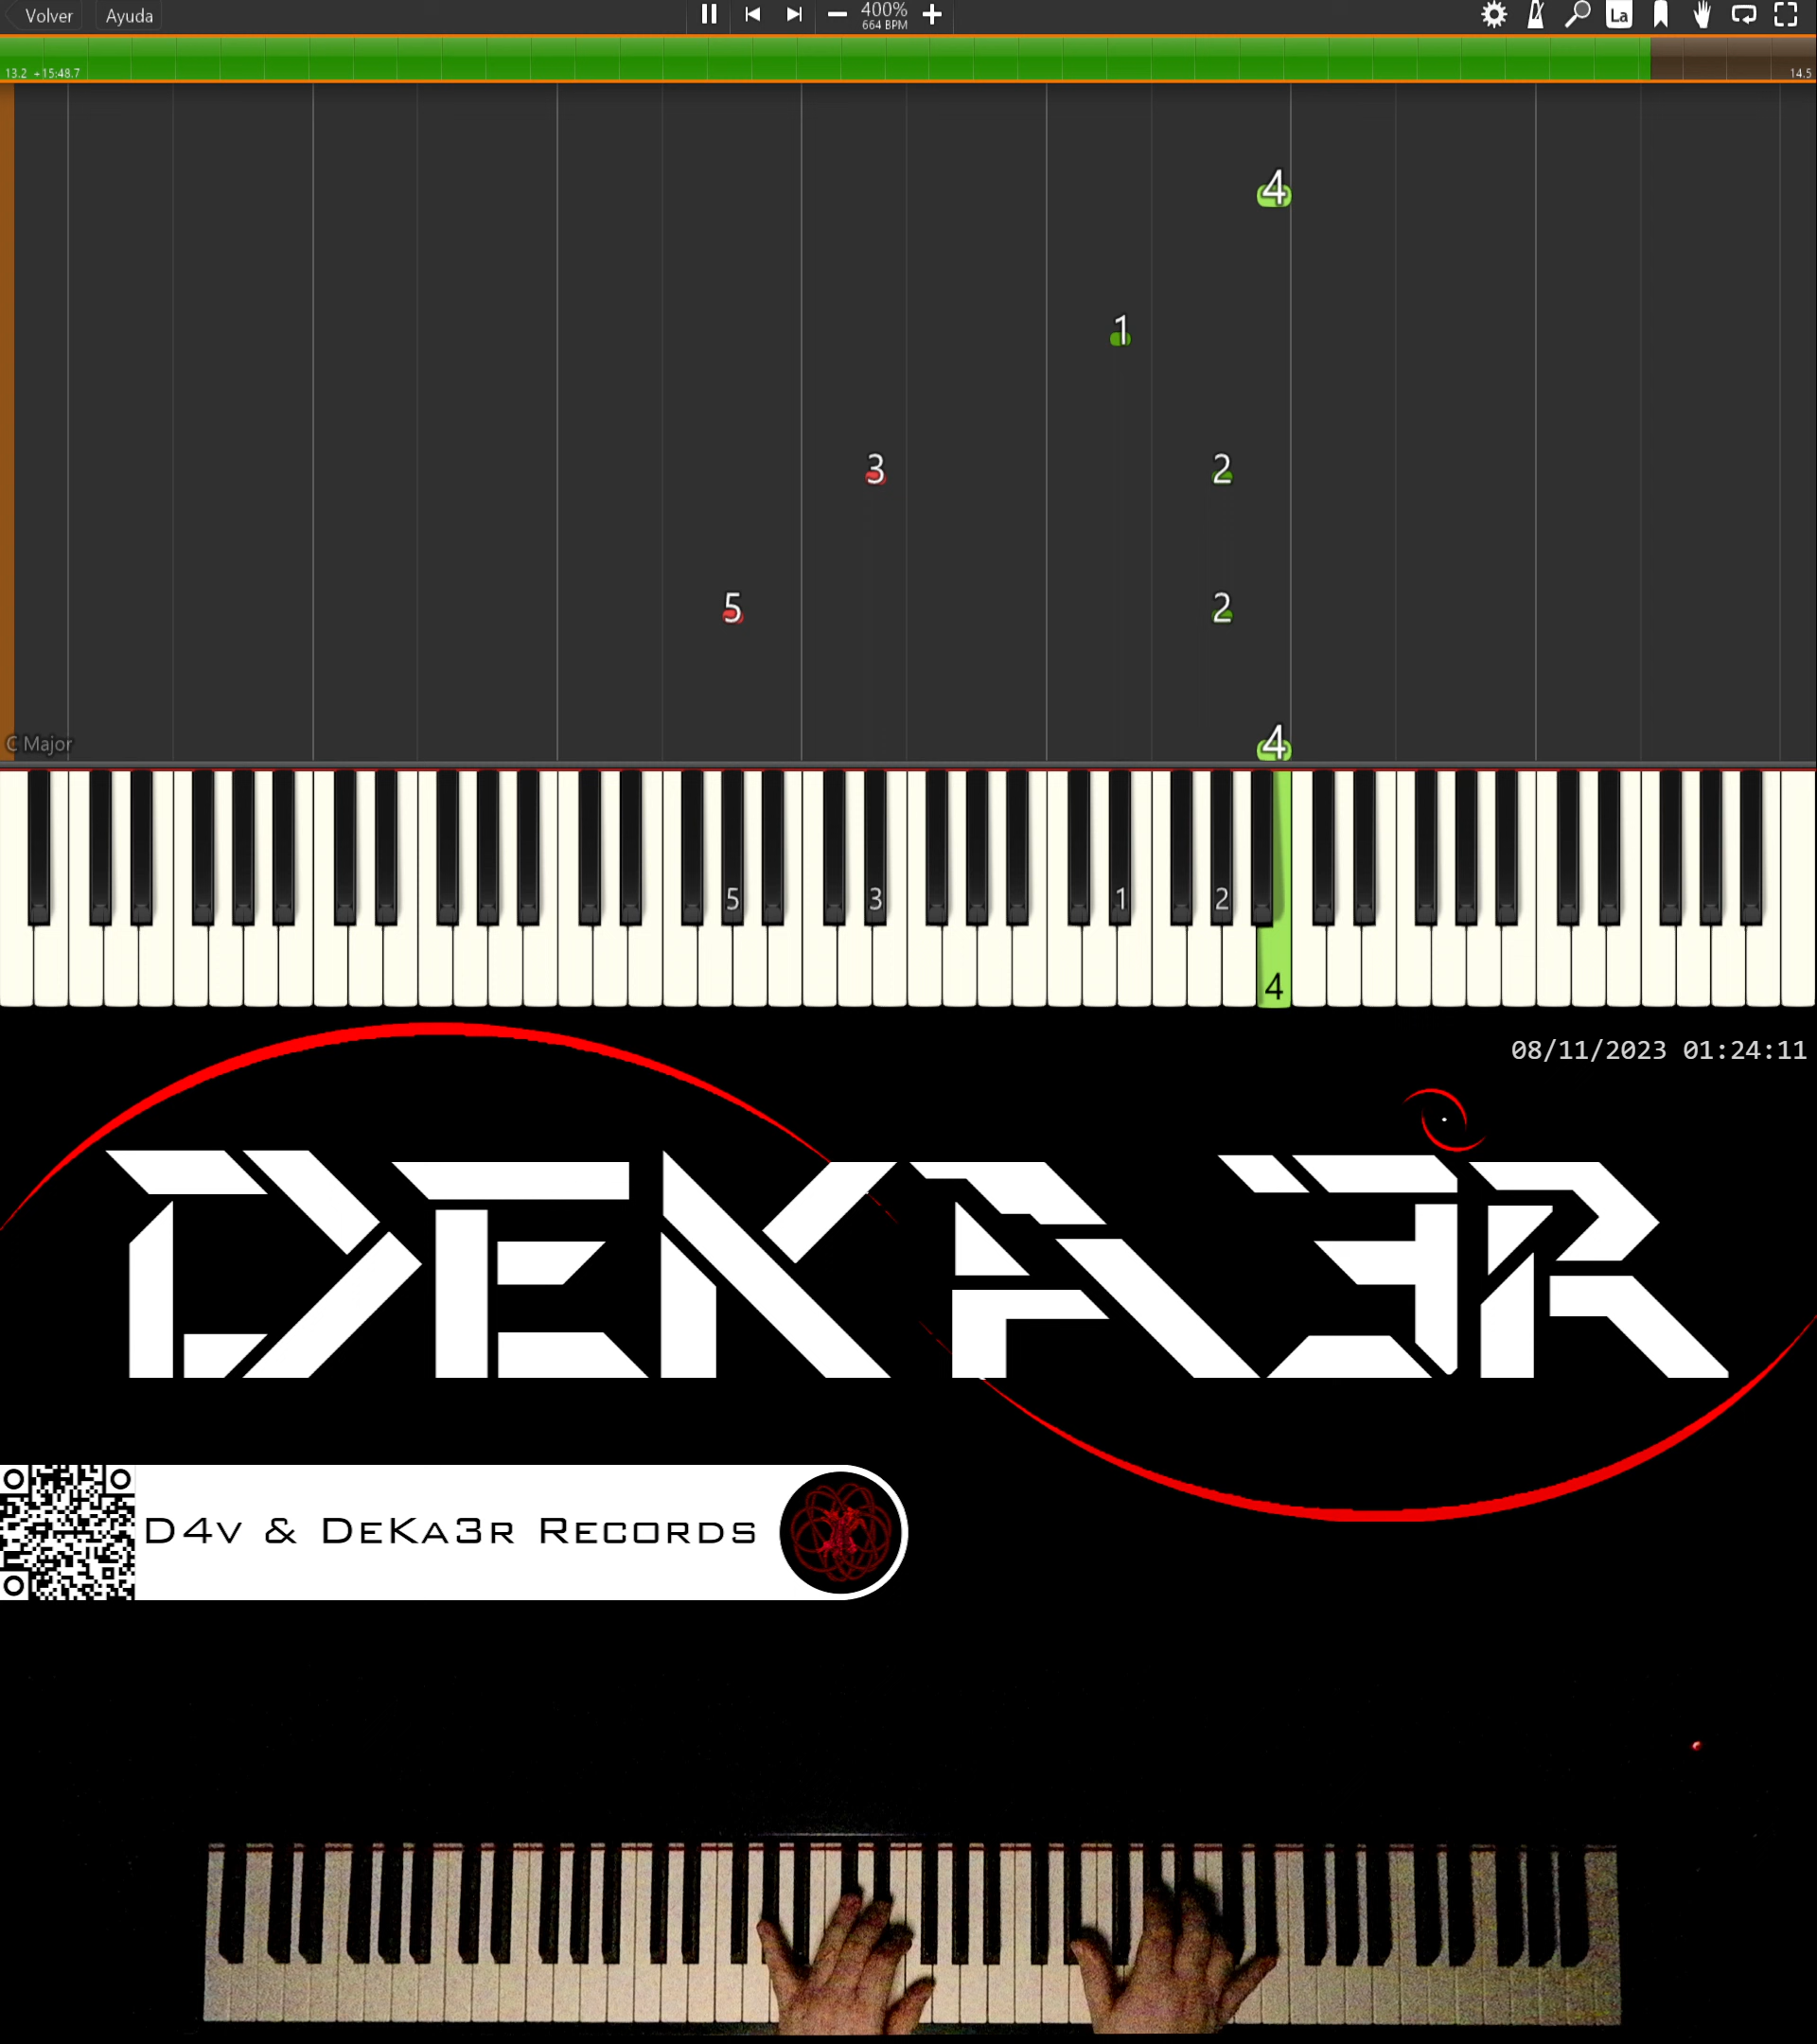 Volver Ayuda 400% La
664 BPM
13.2 +15:48.7 14.5
4
1
3 2
5 2
C Major 4
5 3 1 2
4
08/11/2023 01:24:11
DEKA3R
D4v & DeKa3r Records